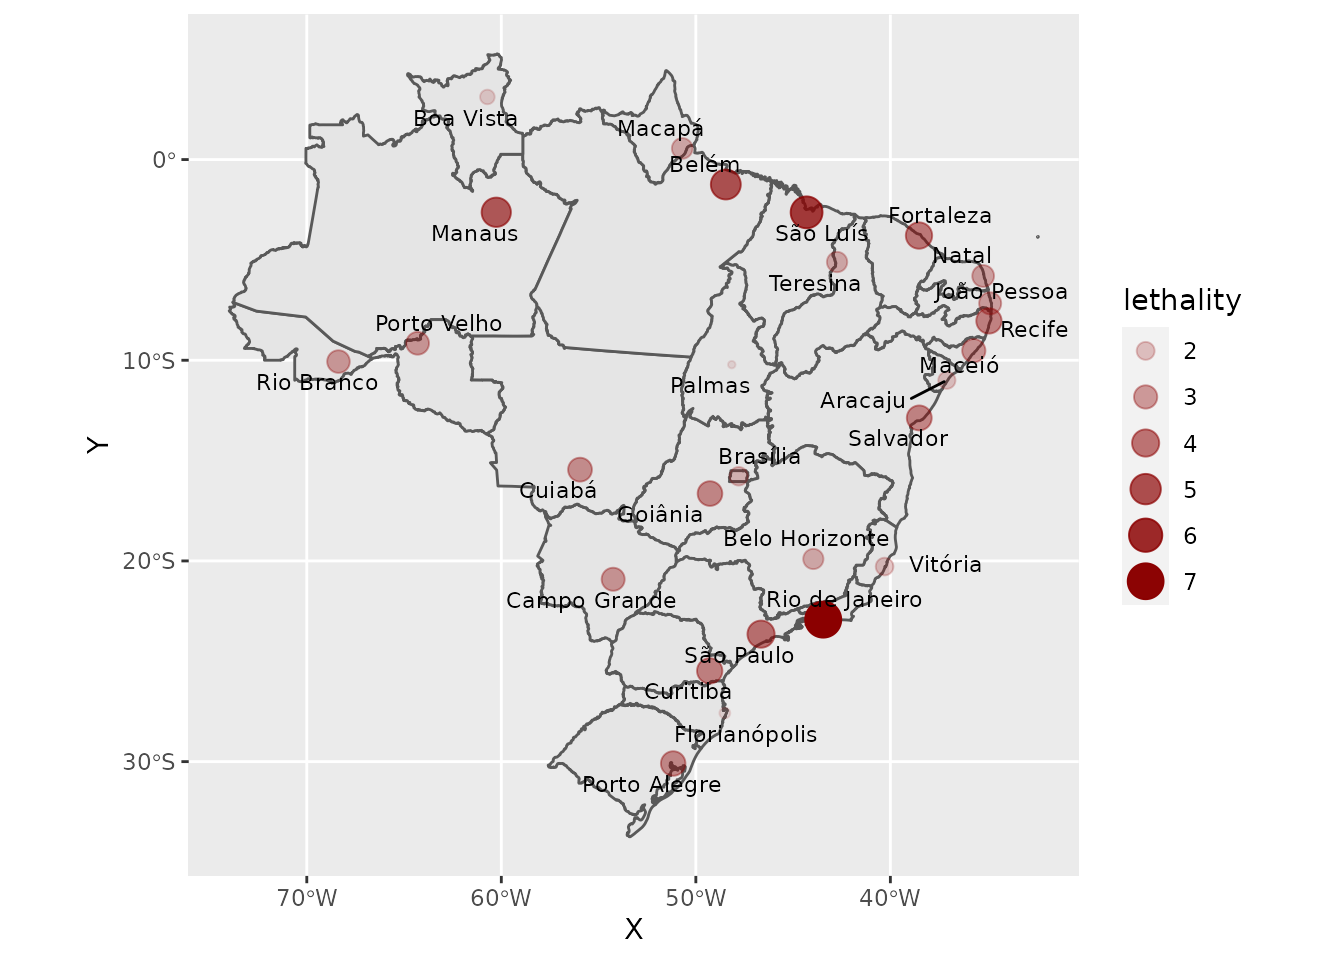 Boa Vista
Macapá
Belém
Manaus
São Luís
Fortaleza
Natal
Teresina
João Pessoa
Porto Velho
Recife
Rio Branco
Maceió
Palmas
Aracaju
Salvador
Brasília
Cuiabá
Goiânia
Belo Horizonte
Vitória
Campo Grande
Rio de Janeiro
São Paulo
Curitiba
Florianópolis
Porto Alegre
0°
10°S
20°S
30°S
Y
70°W
60°W
50°W
40°W
X
lethality
2
3
4
5
6
7